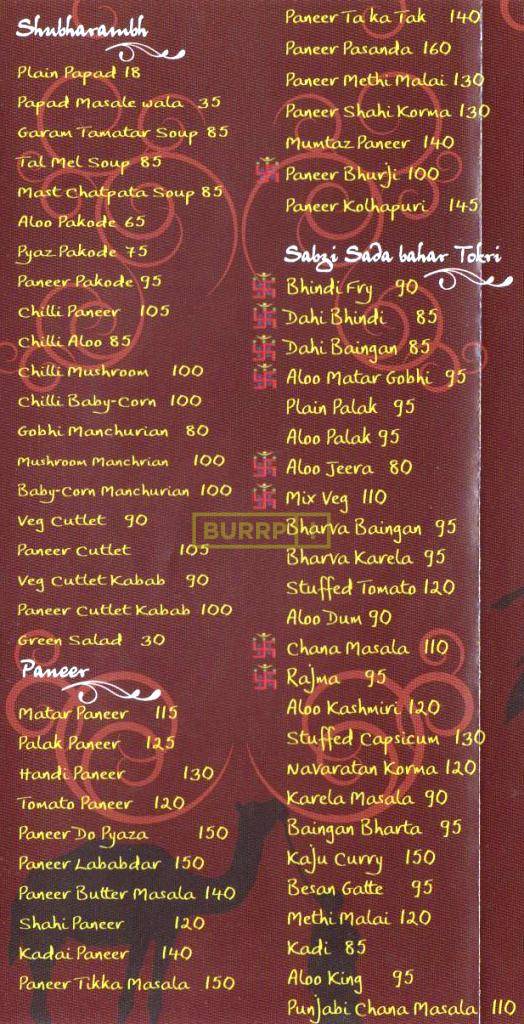 Shubharambh
Plain Papad 18
Papad Masale wala 35
Garam Tamatar Soup 85
Tal Mel Soup 85
Mast Chatpata Soup 85
Aloo Pakode 65
Pyaz Pakode 75
Paneer Pakode 95
Chilli Paneer 105
Chilli Aloo 85
Chilli Mushroom 100
Chilli Baby-Corn 100
Gobhi Manchurian 80
Mushroom Manchrian 100
Baby-Corn Manchurian 100
Veg Cutlet 90
Paneer Cutlet 105
Veg Cutlet Kabab 90
Paneer Cutlet Kabab 100
Green Salad 30
Paneer
Matar Paneer 115
Palak Paneer 125
Handi Paneer 130
Tomato Paneer 120
Paneer Do Pyaza 150
Paneer Lababdar 150
Paneer Butter Masala 140
Shahi Paneer 120
Kadai Paneer 140
Paneer Tikka Masala 150
Paneer Ta ka Tak 140
Paneer Pasanda 160
Paneer Methi Malai 130
Paneer Shahi Korma 130
Mumtaz Paneer 140
Paneer Bhurji 100
Paneer Kolhapuri 145
Sabzi Sada bahar Tokri
Bhindi Fry 90
Dahi Bhindi 85
Dahi Baingan 85
Aloo Matar Gobhi 95
Plain Palak 95
Aloo Palak 95
Aloo Jeera 80
Mix Veg 110
Bharva Baingan 95
Bharva Karela 95
Stuffed Tomato 120
Aloo Dum 90
Chana Masala 110
Rajma 95
Aloo Kashmiri 120
Stuffed Capsicum 130
Navaratan Korma 120
Karela Masala 90
Baingan Bharta 95
Kaju Curry 150
Besan Gatte 95
Methi Malai 120
Kadi 85
Aloo King 95
Punjabi Chana Masala 110